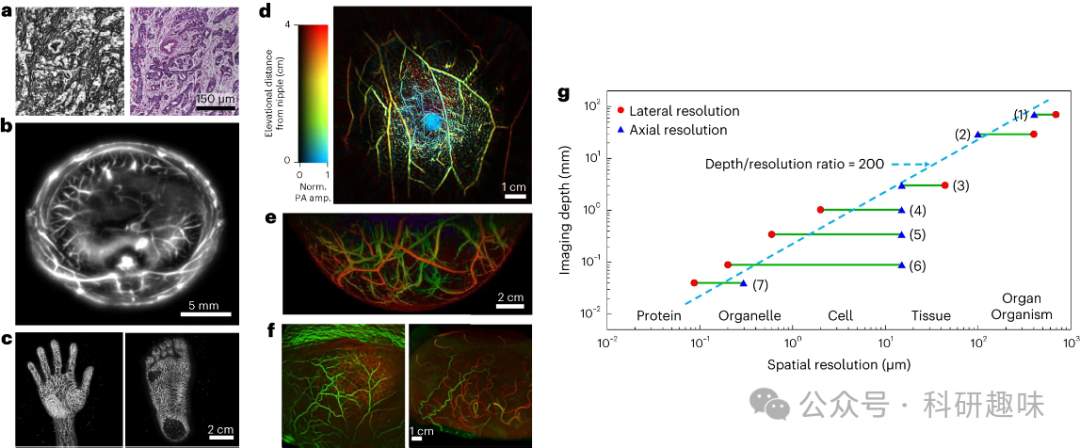 a
150 µm
b
5 mm
c
2 cm
d
4
0
Elevational distance
from nipple (cm)
0 1
Norm.
PA amp.
1 cm
e
2 cm
f
1 cm
g
Lateral resolution
Axial resolution
Depth/resolution ratio = 200
(1)
(2)
(3)
(4)
(5)
(6)
(7)
Imaging depth (mm)
10²
10¹
10⁰
10⁻¹
10⁻²
Protein
Organelle
Cell
Tissue
Organ
Organism
10⁻² 10⁻¹ 10⁰ 10¹ 10² 10³
Spatial resolution (µm)
公众号 · 科研趣味